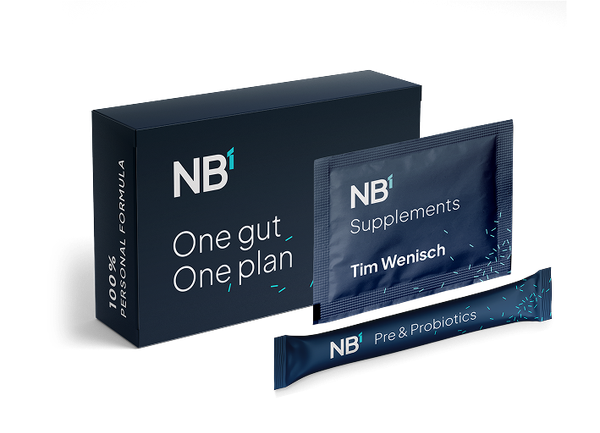 100%
PERSONAL FORMULA
NB1
One gut
One plan
NB1
Supplements
Tim Wenisch
NB1
Pre & Probiotics